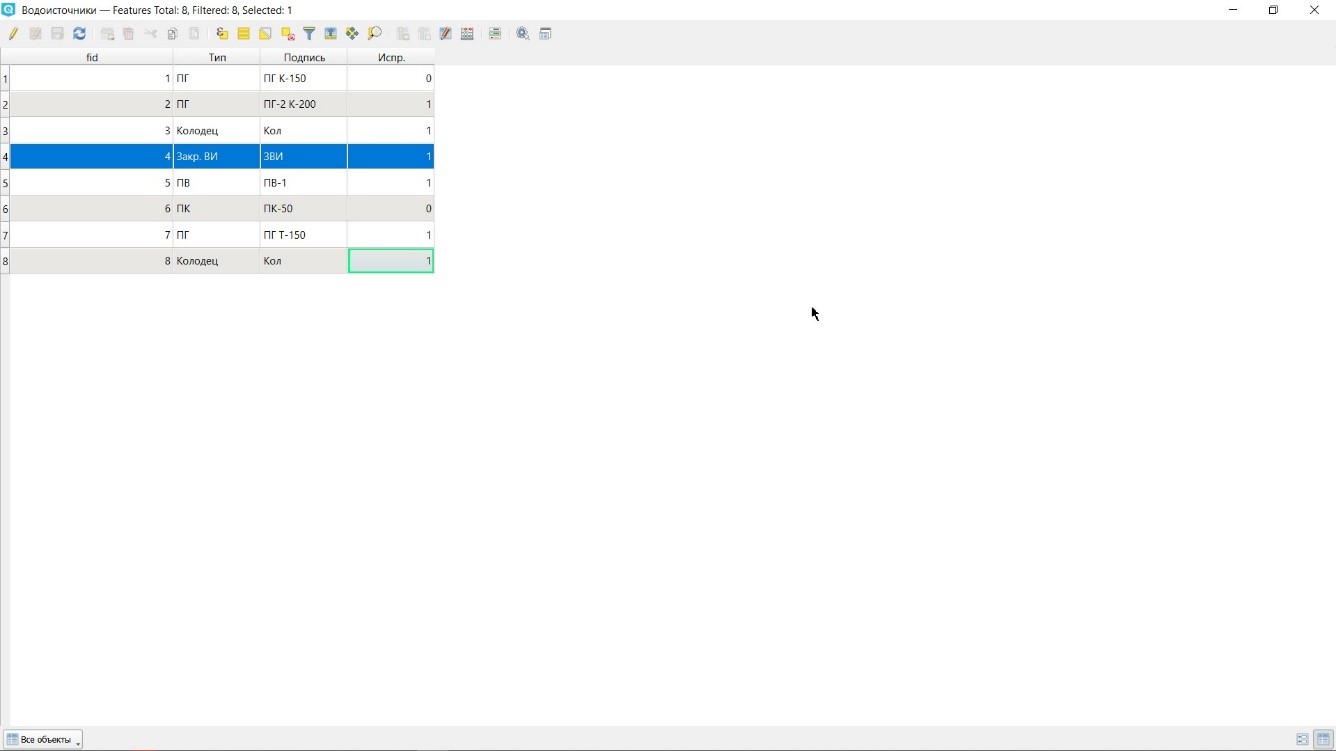 Водоисточники — Features Total: 8, Filtered: 8, Selected: 1
fid Тип Подпись Испр.
1 1 ПГ ПГ К-150 0
2 2 ПГ ПГ-2 К-200 1
3 3 Колодец Кол 1
4 4 Закр. ВИ ЗВИ 1
5 5 ПВ ПВ-1 1
6 6 ПК ПК-50 0
7 7 ПГ ПГ Т-150 1
8 8 Колодец Кол 1
Все объекты